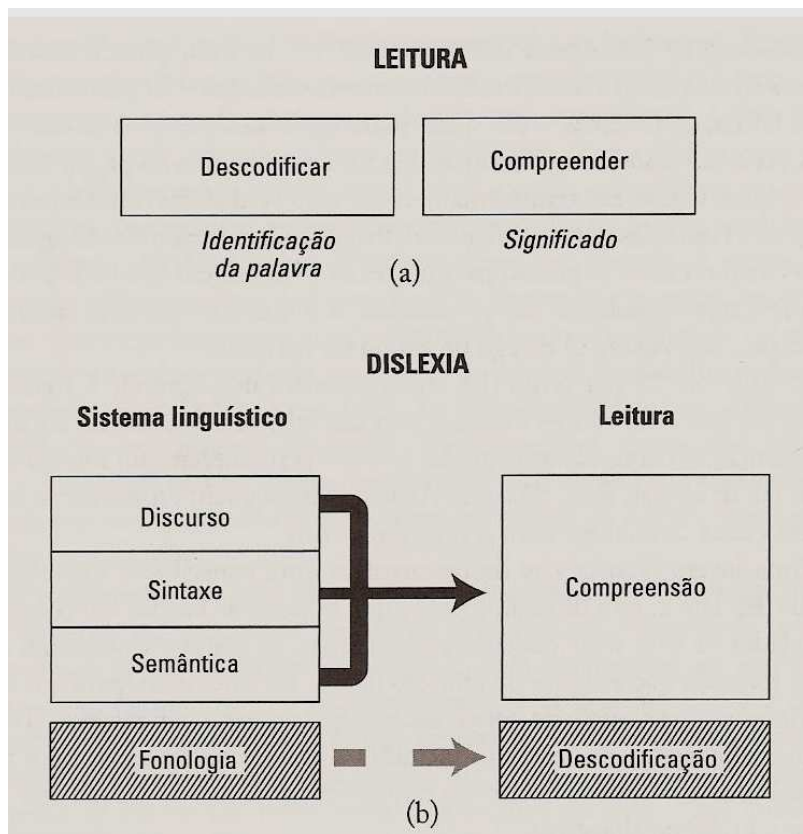 LEITURA
Descodificar
Compreender
Identificação
da palavra
Significado
(a)
DISLEXIA
Sistema linguístico
Leitura
Discurso
Sintaxe
Semântica
Compreensão
Fonologia
Descodificação
(b)